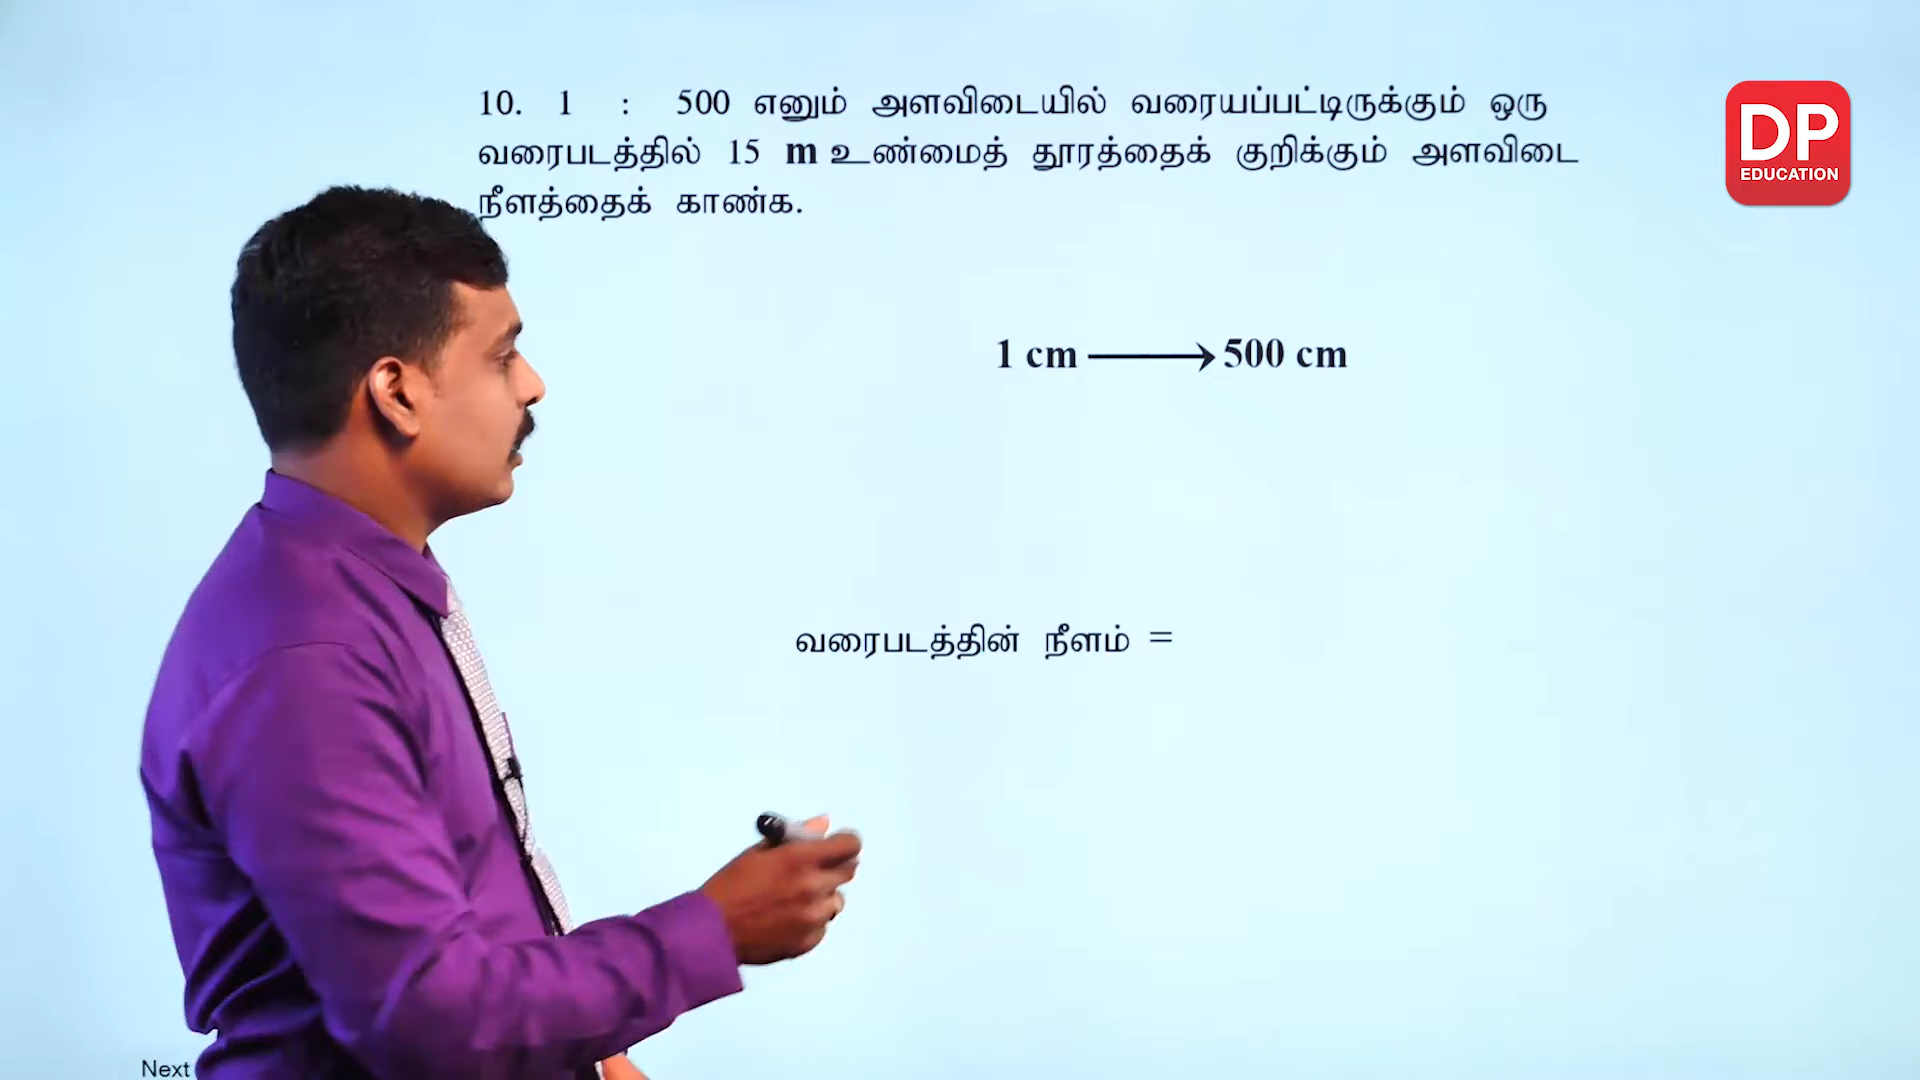 10. 1 : 500 எனும் அளவிடையில் வரையப்பட்டிருக்கும் ஒரு
வரைபடத்தில் 15 m உண்மைத் தூரத்தைக் குறிக்கும் அளவிடை
நீளத்தைக் காண்க.
DP
EDUCATION
1 cm ⟶ 500 cm
வரைபடத்தின் நீளம் =
Next